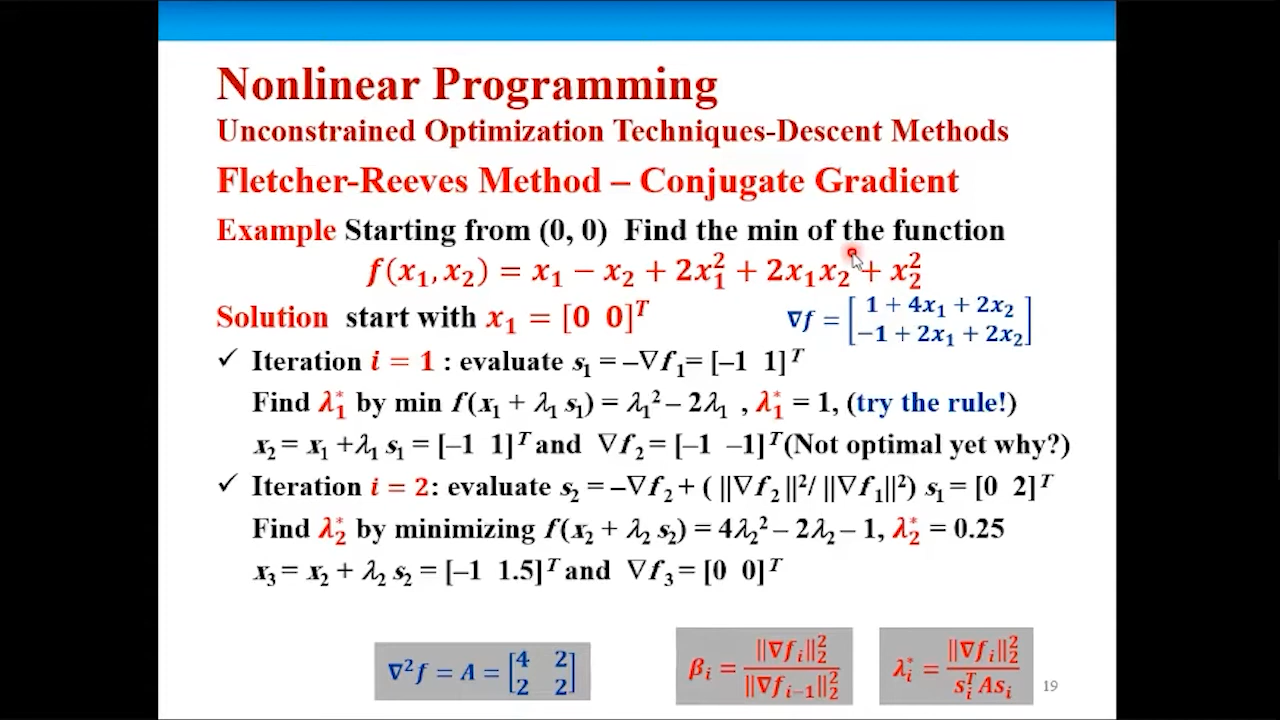 Nonlinear Programming
Unconstrained Optimization Techniques-Descent Methods
Fletcher-Reeves Method – Conjugate Gradient
Example Starting from (0, 0) Find the min of the function
f(x₁, x₂) = x₁ − x₂ + 2x₁² + 2x₁x₂ + x₂²
Solution start with x₁ = [0 0]ᵀ ∇f = [1 + 4x₁ + 2x₂
−1 + 2x₁ + 2x₂]
✓ Iteration i = 1 : evaluate s₁ = –∇f₁= [–1 1]ᵀ
Find λ₁* by min f(x₁ + λ₁ s₁) = λ₁² – 2λ₁ , λ₁* = 1, (try the rule!)
x₂ = x₁ +λ₁ s₁ = [–1 1]ᵀ and ∇f₂ = [–1 –1]ᵀ (Not optimal yet why?)
✓ Iteration i = 2: evaluate s₂ = –∇f₂ + ( ||∇f₂ ||²/ ||∇f₁||²) s₁ = [0 2]ᵀ
Find λ₂* by minimizing f(x₂ + λ₂ s₂) = 4λ₂² – 2λ₂ – 1, λ₂* = 0.25
x₃ = x₂ + λ₂ s₂ = [–1 1.5]ᵀ and ∇f₃ = [0 0]ᵀ
∇²f = A = [4 2
2 2]
βᵢ = ||∇fᵢ||₂² / ||∇fᵢ₋₁||₂²
λᵢ* = ||∇fᵢ||₂² / sᵢᵀAsᵢ
19